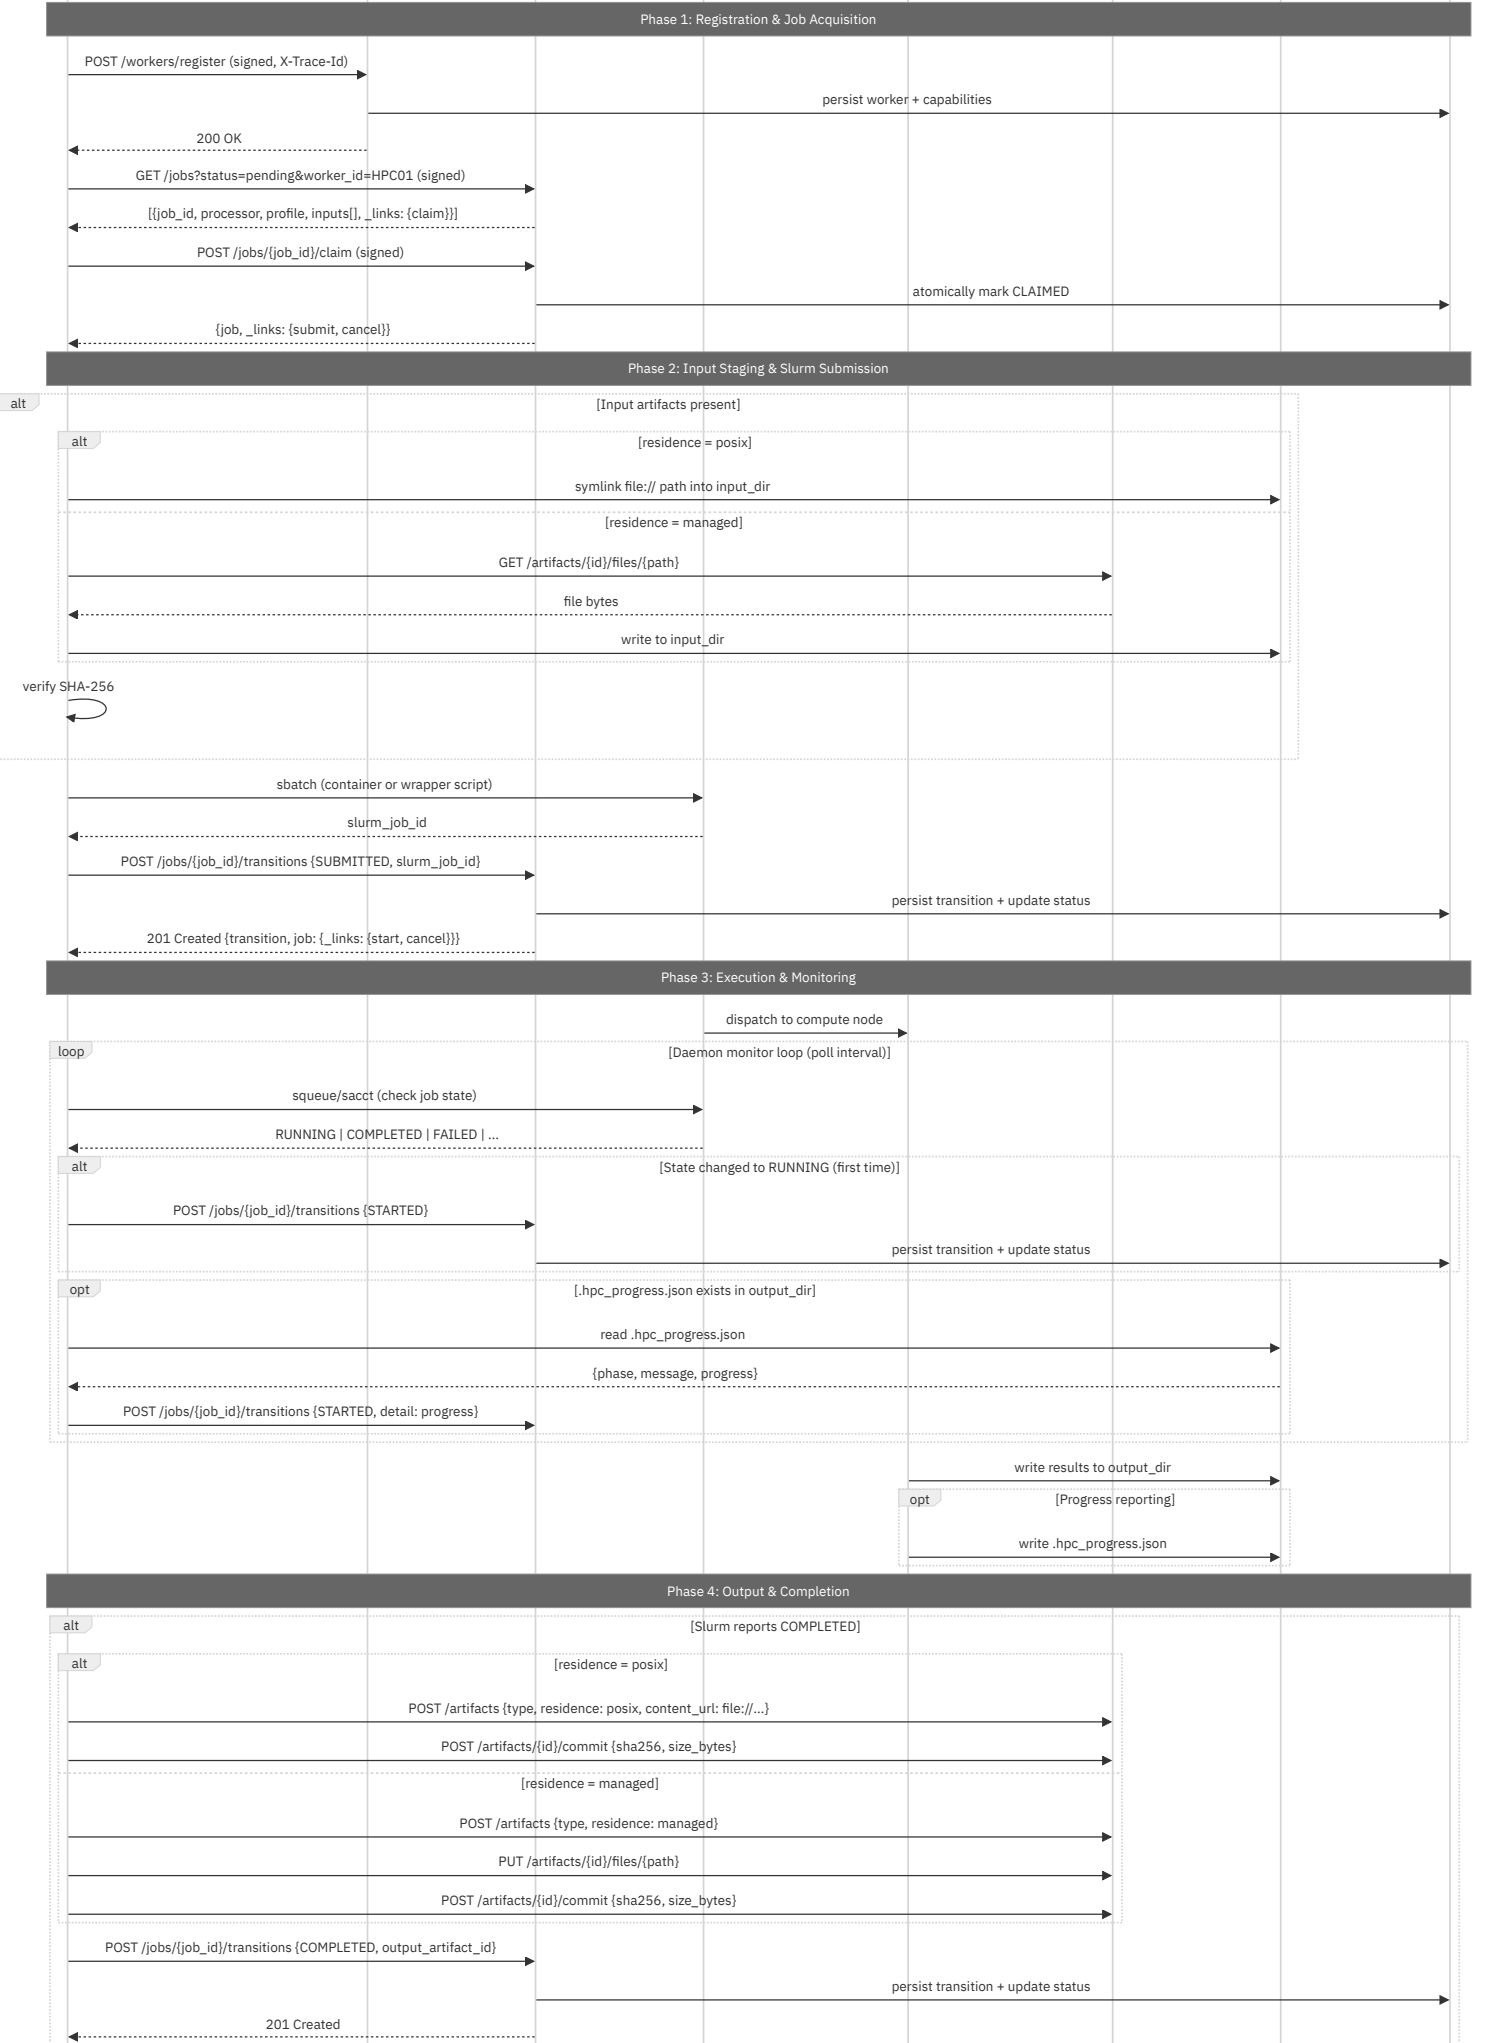 Phase 1: Registration & Job Acquisition
POST /workers/register (signed, X-Trace-Id)
persist worker + capabilities
200 OK
GET /jobs?status=pending&worker_id=HPC01 (signed)
[{job_id, processor, profile, inputs[], _links: {claim}}]
POST /jobs/{job_id}/claim (signed)
atomically mark CLAIMED
{job, _links: {submit, cancel}}
Phase 2: Input Staging & Slurm Submission
alt
[Input artifacts present]
alt
[residence = posix]
symlink file:// path into input_dir
[residence = managed]
GET /artifacts/{id}/files/{path}
file bytes
write to input_dir
verify SHA-256
sbatch (container or wrapper script)
slurm_job_id
POST /jobs/{job_id}/transitions {SUBMITTED, slurm_job_id}
persist transition + update status
201 Created {transition, job: {_links: {start, cancel}}}
Phase 3: Execution & Monitoring
dispatch to compute node
loop
[Daemon monitor loop (poll interval)]
squeue/sacct (check job state)
RUNNING | COMPLETED | FAILED | ...
alt
[State changed to RUNNING (first time)]
POST /jobs/{job_id}/transitions {STARTED}
persist transition + update status
opt
[.hpc_progress.json exists in output_dir]
read .hpc_progress.json
{phase, message, progress}
POST /jobs/{job_id}/transitions {STARTED, detail: progress}
write results to output_dir
opt
[Progress reporting]
write .hpc_progress.json
Phase 4: Output & Completion
alt
[Slurm reports COMPLETED]
alt
[residence = posix]
POST /artifacts {type, residence: posix, content_url: file://...}
POST /artifacts/{id}/commit {sha256, size_bytes}
[residence = managed]
POST /artifacts {type, residence: managed}
PUT /artifacts/{id}/files/{path}
POST /artifacts/{id}/commit {sha256, size_bytes}
POST /jobs/{job_id}/transitions {COMPLETED, output_artifact_id}
persist transition + update status
201 Created